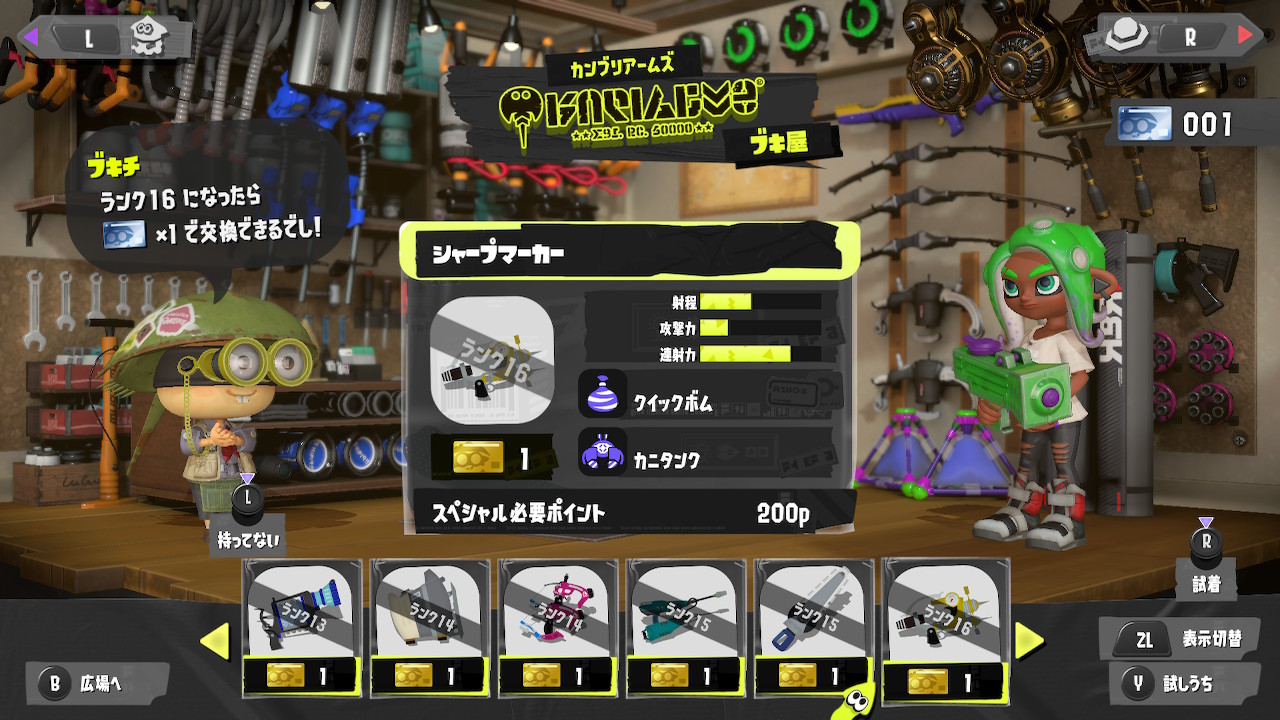 L
R
カンブリアームズ
ブキ屋
001
ブキチ
ランク16 になったら
×1 で交換できるでし!
シャープマーカー
ランク16
1
射程
攻撃力
連射力
クイックボム
カニタンク
スペシャル必要ポイント 200p
L
持ってない
R
試着
ランク13
ランク14
ランク14
ランク15
ランク15
ランク16
1
1
1
1
1
1
B 広場へ
ZL 表示切替
Y 試しうち